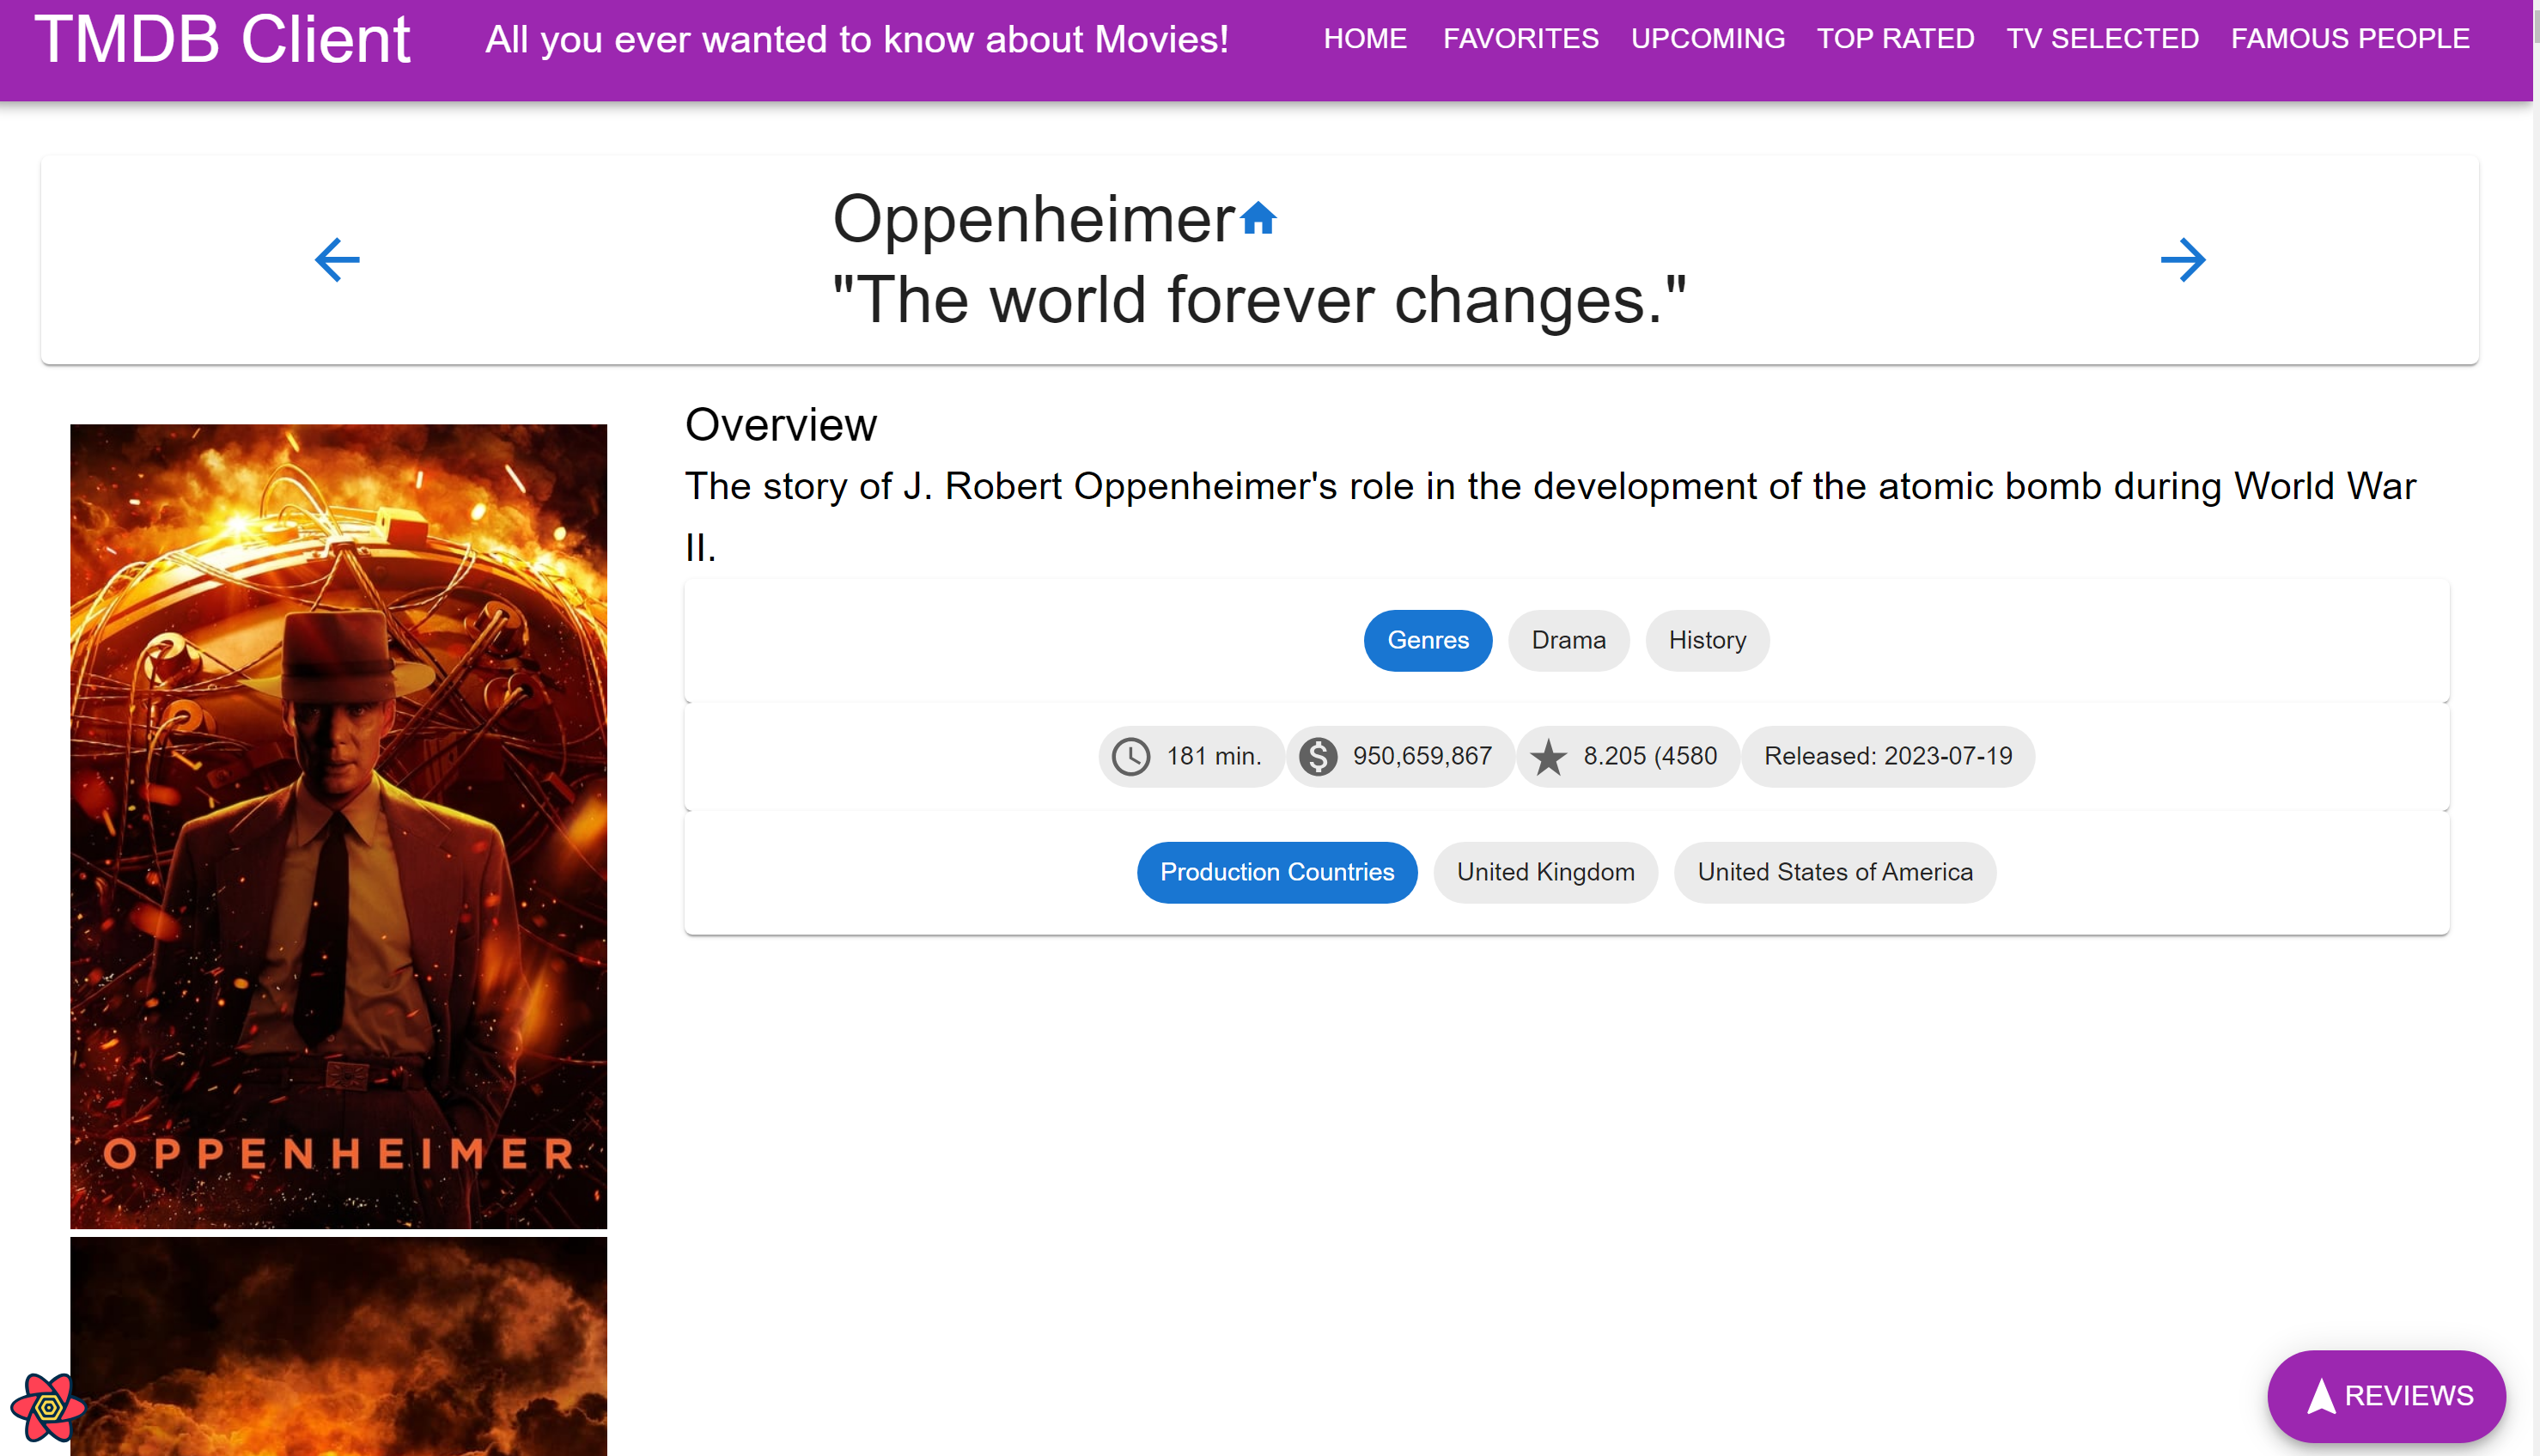 TMDB Client
All you ever wanted to know about Movies!
HOME FAVORITES UPCOMING TOP RATED TV SELECTED FAMOUS PEOPLE
Oppenheimer
"The world forever changes."
Overview
The story of J. Robert Oppenheimer's role in the development of the atomic bomb during World War
II.
Genres Drama History
181 min. 950,659,867 8.205 (4580 Released: 2023-07-19
Production Countries United Kingdom United States of America
OPPENHEIMER
REVIEWS